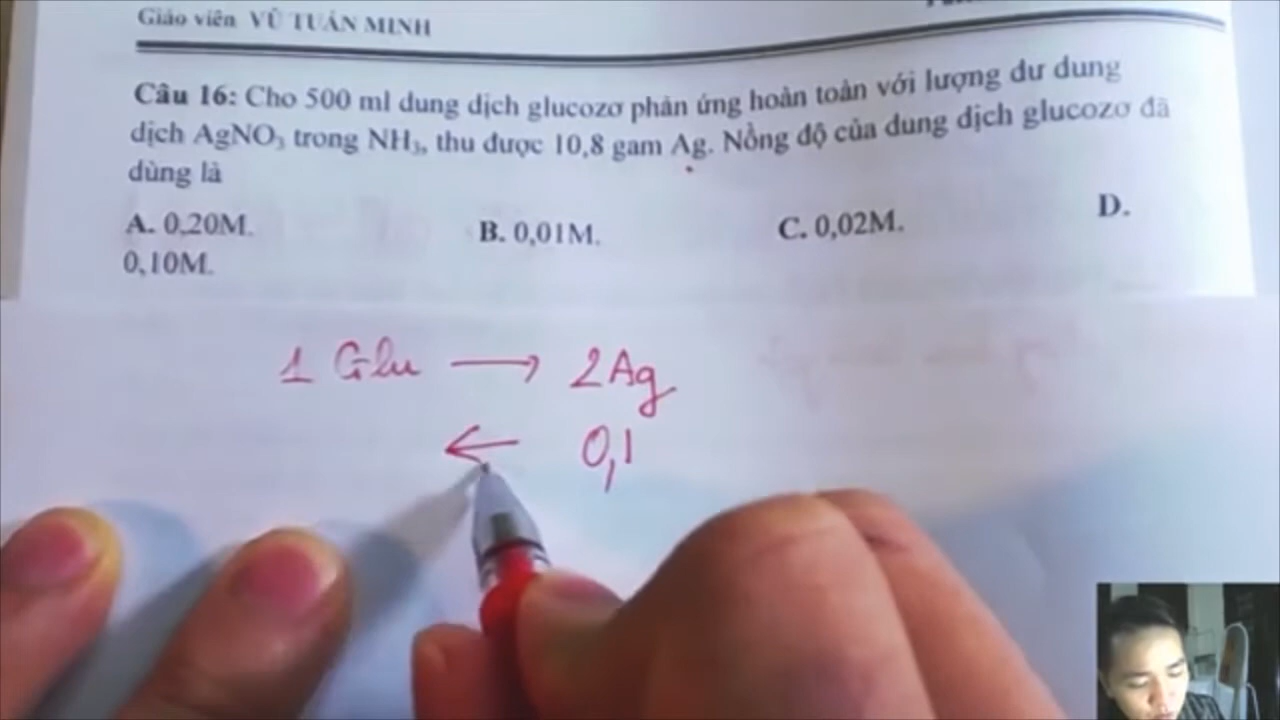 Giáo viên VŨ TUẤN MINH
Câu 16: Cho 500 ml dung dịch glucozơ phản ứng hoàn toàn với lượng dư dung
dịch AgNO₃ trong NH₃, thu được 10,8 gam Ag. Nồng độ của dung dịch glucozơ đã
dùng là
A. 0,20M. B. 0,01M. C. 0,02M. D.
0,10M.
1 Glu → 2Ag
← 0,1